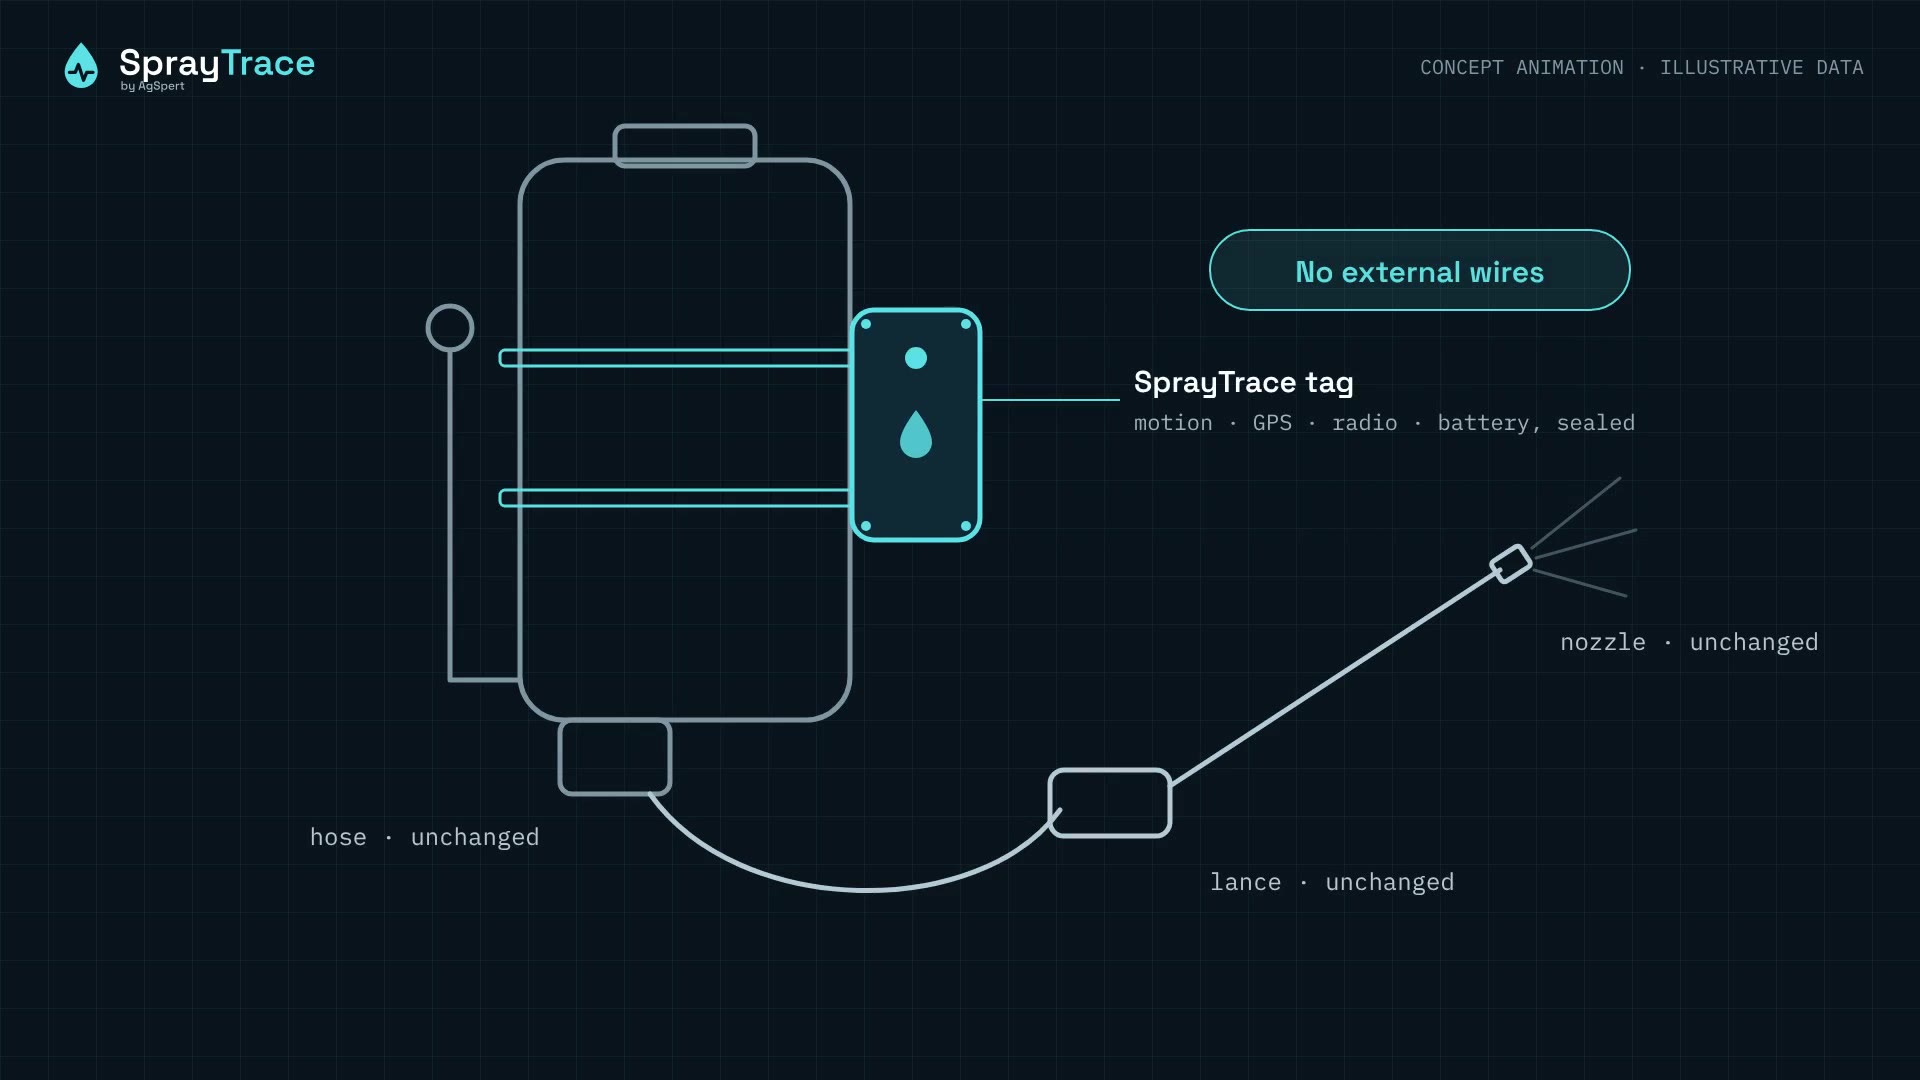 SprayTrace
by AgSpert
CONCEPT ANIMATION · ILLUSTRATIVE DATA
No external wires
SprayTrace tag
motion · GPS · radio · battery, sealed
nozzle · unchanged
hose · unchanged
lance · unchanged